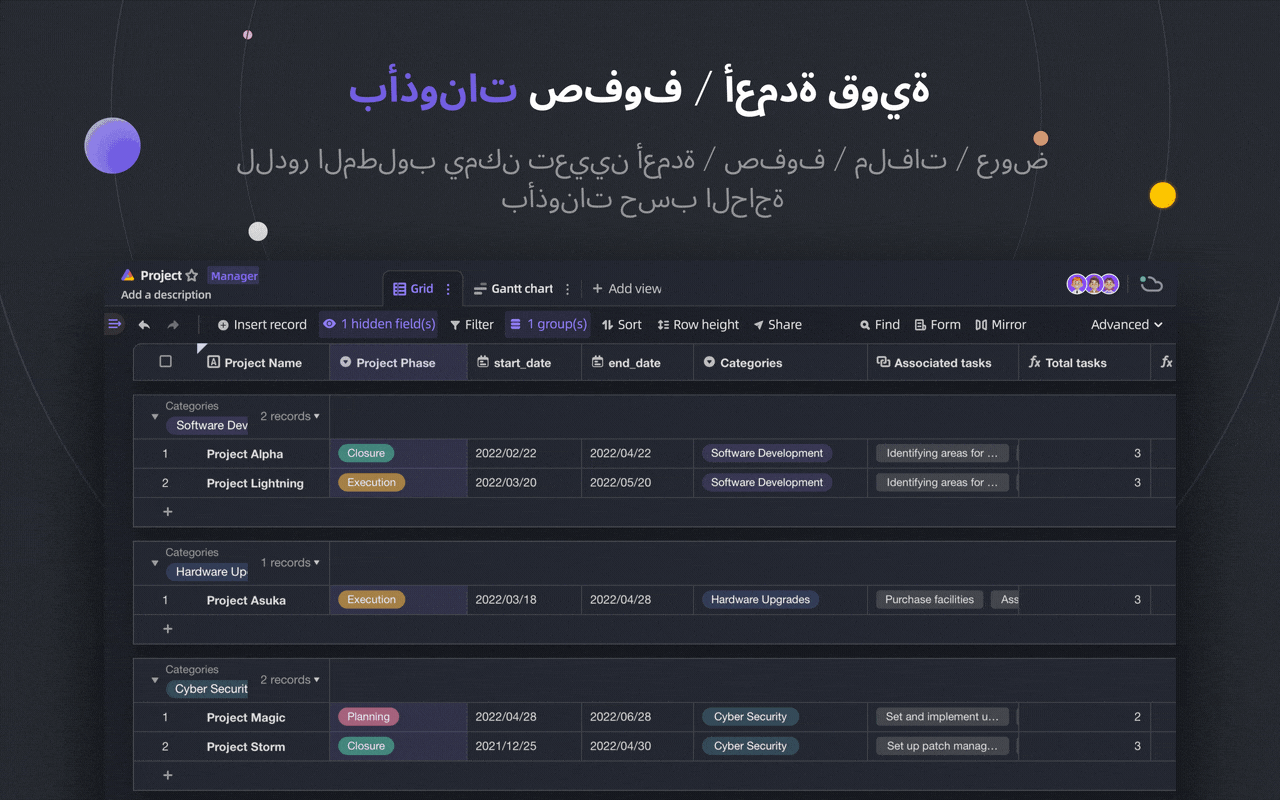 بأذونات صفوف / أعمدة قوية
للدور المطلوب يمكن تعيين أعمدة / صفوف / ملفات / عروض
بأذونات حسب الحاجة
Project Manager
Add a description
Grid Gantt chart + Add view
Insert record 1 hidden field(s) Filter 1 group(s) Sort Row height Share Find Form Mirror Advanced
Project Name Project Phase start_date end_date Categories Associated tasks Total tasks
Categories
Software Dev 2 records
1 Project Alpha Closure 2022/02/22 2022/04/22 Software Development Identifying areas for ... 3
2 Project Lightning Execution 2022/03/20 2022/05/20 Software Development Identifying areas for ... 3
+
Categories
Hardware Up 1 records
1 Project Asuka Execution 2022/03/18 2022/04/28 Hardware Upgrades Purchase facilities Ass 3
+
Categories
Cyber Securit 2 records
1 Project Magic Planning 2022/04/28 2022/06/28 Cyber Security Set and implement u... 2
2 Project Storm Closure 2021/12/25 2022/04/30 Cyber Security Set up patch manag... 3
+